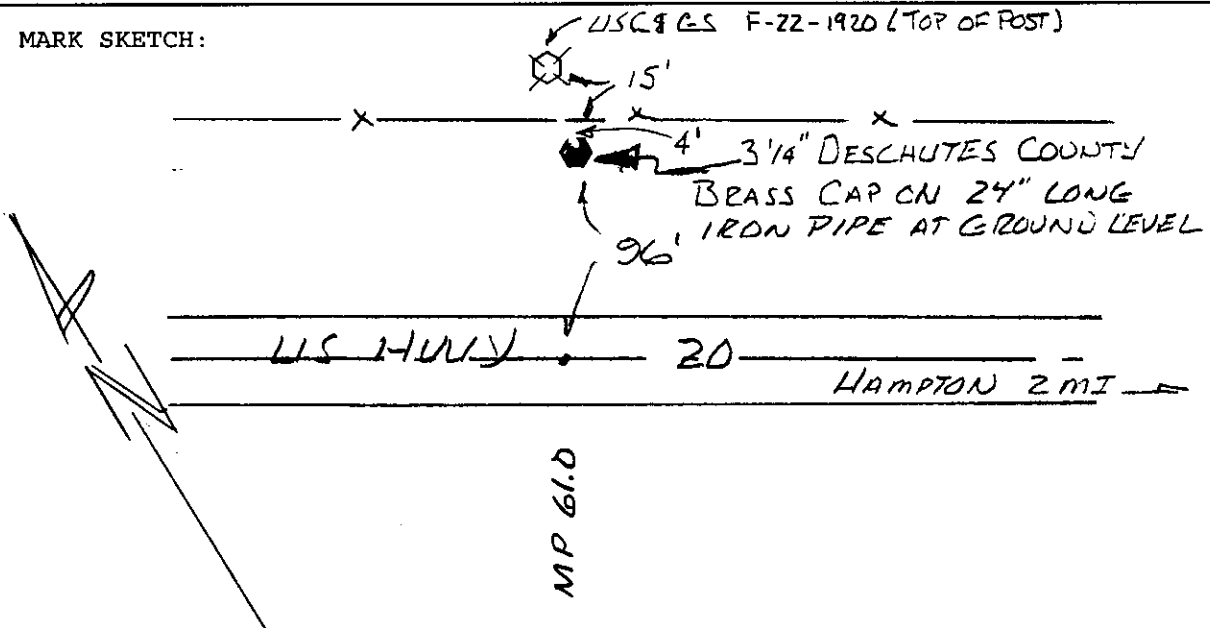 MARK SKETCH:
USC&GS F-22-1920 (TOP OF POST)
15'
4'
3 1/4" DESCHUTES COUNTY
BRASS CAP ON 24" LONG
IRON PIPE AT GROUND LEVEL
96'
US HWY 20
HAMPTON 2 MI
MP 61.0
N